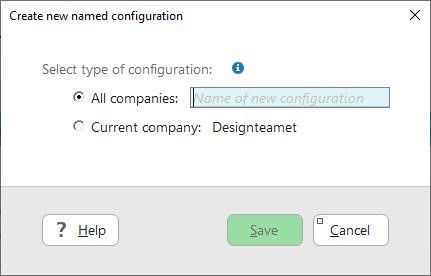 Create new named configuration
Select type of configuration:
All companies: Name of new configuration
Current company: Designteamet
? Help
Save
Cancel